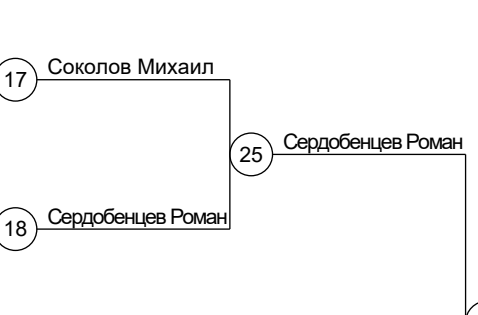 17 Соколов Михаил
25 Сердобенцев Роман
18 Сердобенцев Роман